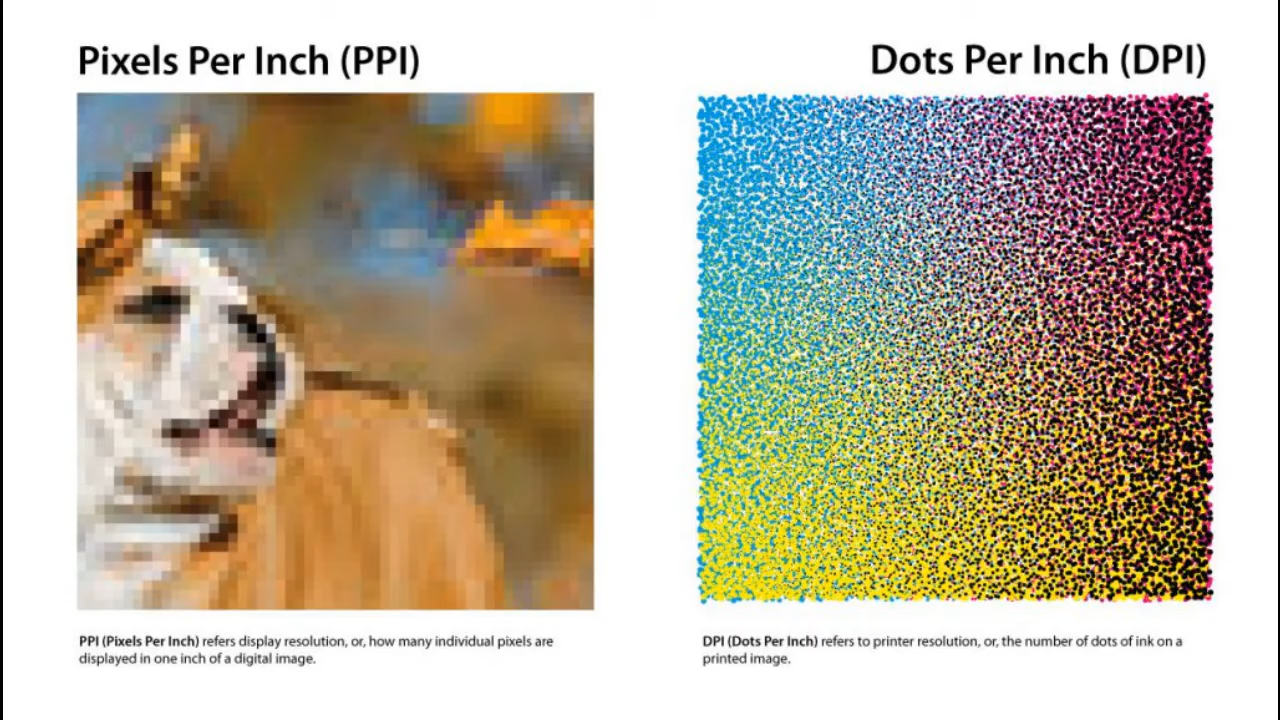 Pixels Per Inch (PPI)
Dots Per Inch (DPI)
PPI (Pixels Per Inch) refers display resolution, or, how many individual pixels are
displayed in one inch of a digital image.
DPI (Dots Per Inch) refers to printer resolution, or, the number of dots of ink on a
printed image.